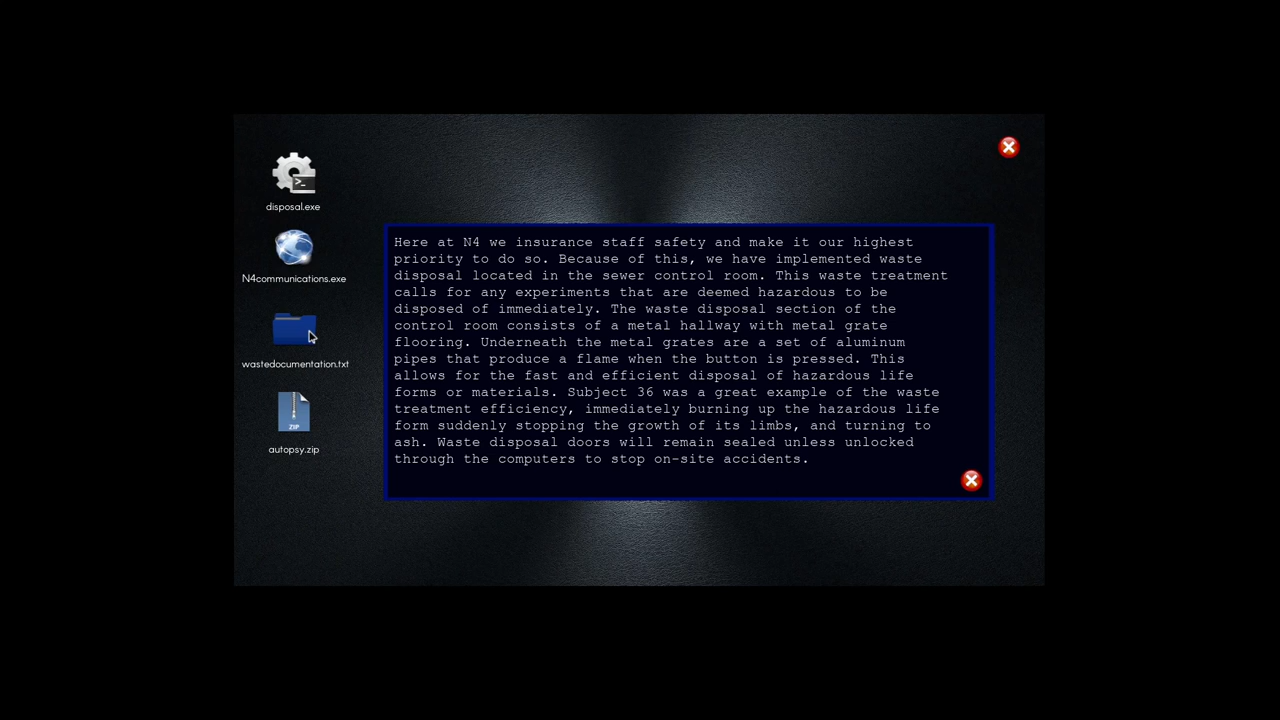 disposal.exe
N4communications.exe
wastedocumentation.txt
ZIP
autopsy.zip
Here at N4 we insurance staff safety and make it our highest
priority to do so. Because of this, we have implemented waste
disposal located in the sewer control room. This waste treatment
calls for any experiments that are deemed hazardous to be
disposed of immediately. The waste disposal section of the
control room consists of a metal hallway with metal grate
flooring. Underneath the metal grates are a set of aluminum
pipes that produce a flame when the button is pressed. This
allows for the fast and efficient disposal of hazardous life
forms or materials. Subject 36 was a great example of the waste
treatment efficiency, immediately burning up the hazardous life
form suddenly stopping the growth of its limbs, and turning to
ash. Waste disposal doors will remain sealed unless unlocked
through the computers to stop on-site accidents.